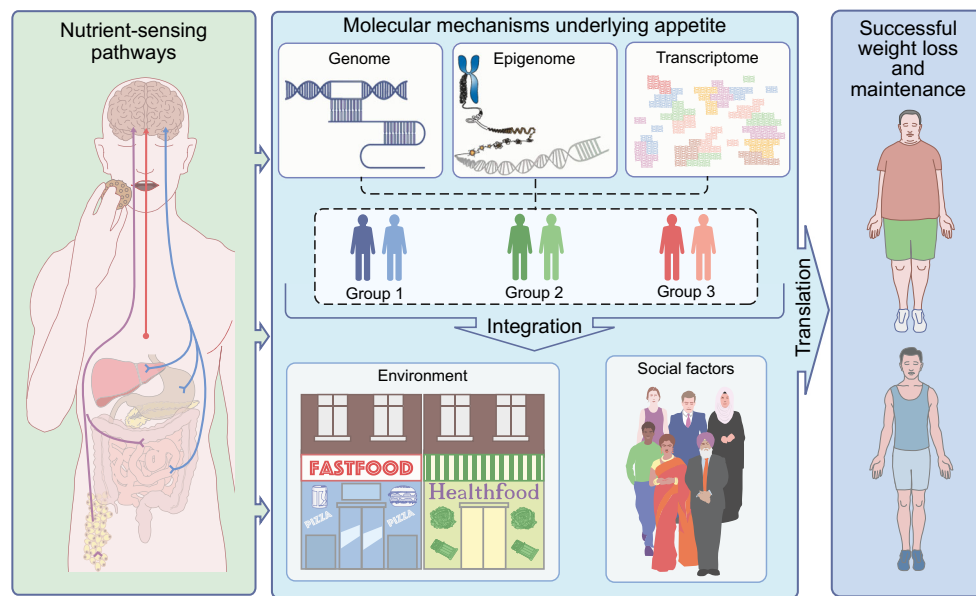 Nutrient-sensing
pathways
Molecular mechanisms underlying appetite
Genome
Epigenome
Transcriptome
Group 1
Group 2
Group 3
Integration
Environment
FASTFOOD
PIZZA
PIZZA
Healthfood
Social factors
Translation
Successful
weight loss
and
maintenance